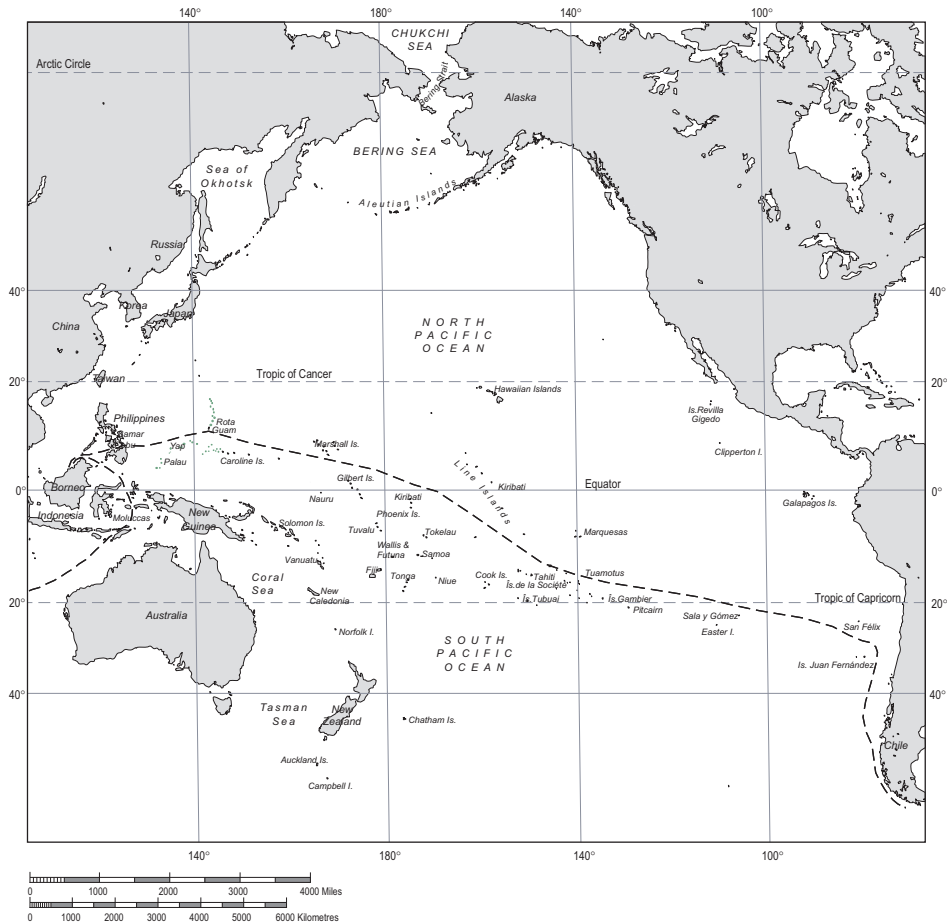 140°
180°
140°
100°
CHUKCHI
SEA
Arctic Circle
Bering Strait
Alaska
BERING SEA
Sea of
Okhotsk
Aleutian Islands
Russia
40°
40°
Korea
Japan
China
NORTH
PACIFIC
OCEAN
Taiwan
20°
Tropic of Cancer
20°
Hawaiian Islands
Is.Revilla
Gigedo
Philippines
Rota
Guam
Samar
Yap
Marshall Is.
Clipperton I.
Palau
Caroline Is.
Line Islands
Gilbert Is.
Borneo
0°
Kiribati
Equator
0°
Nauru
Kiribati
Galapagos Is.
Indonesia
Moluccas
New
Guinea
Phoenix Is.
Solomon Is.
Tuvalu
Tokelau
Marquesas
Wallis &
Futuna
Samoa
Vanuatu
Fiji
Tonga
Niue
Cook Is.
Tahiti
Tuamotus
Îs.de la Société
Coral
Sea
New
Caledonia
20°
Îs.Tubuai
Îs.Gambier
Pitcairn
Tropic of Capricorn
20°
Australia
Sala y Gómez
Easter I.
San Félix
Norfolk I.
SOUTH
PACIFIC
OCEAN
Is. Juan Fernández
40°
40°
Tasman
Sea
New
Zealand
Chatham Is.
Chile
Auckland Is.
Campbell I.
140°
180°
140°
100°
0 1000 2000 3000 4000 Miles
0 1000 2000 3000 4000 5000 6000 Kilometres